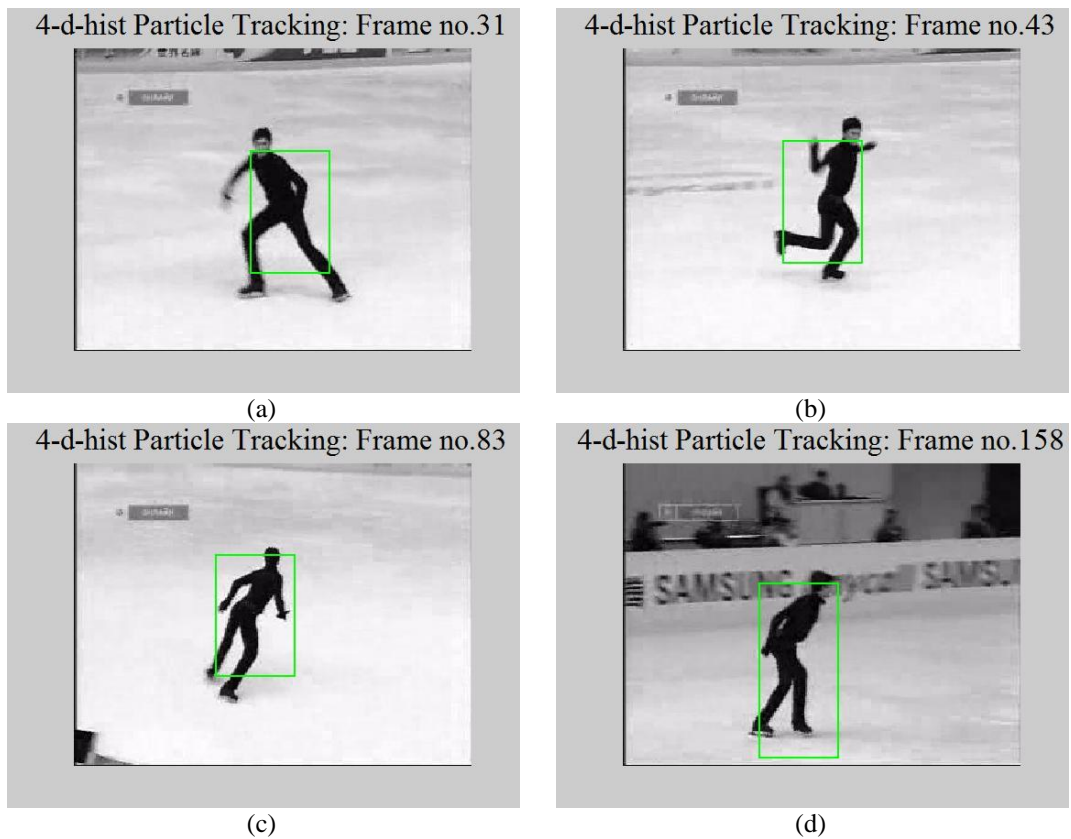 4-d-hist Particle Tracking: Frame no.31
4-d-hist Particle Tracking: Frame no.43
(a)
(b)
4-d-hist Particle Tracking: Frame no.83
4-d-hist Particle Tracking: Frame no.158
SAMSUNG SAMSU
(c)
(d)